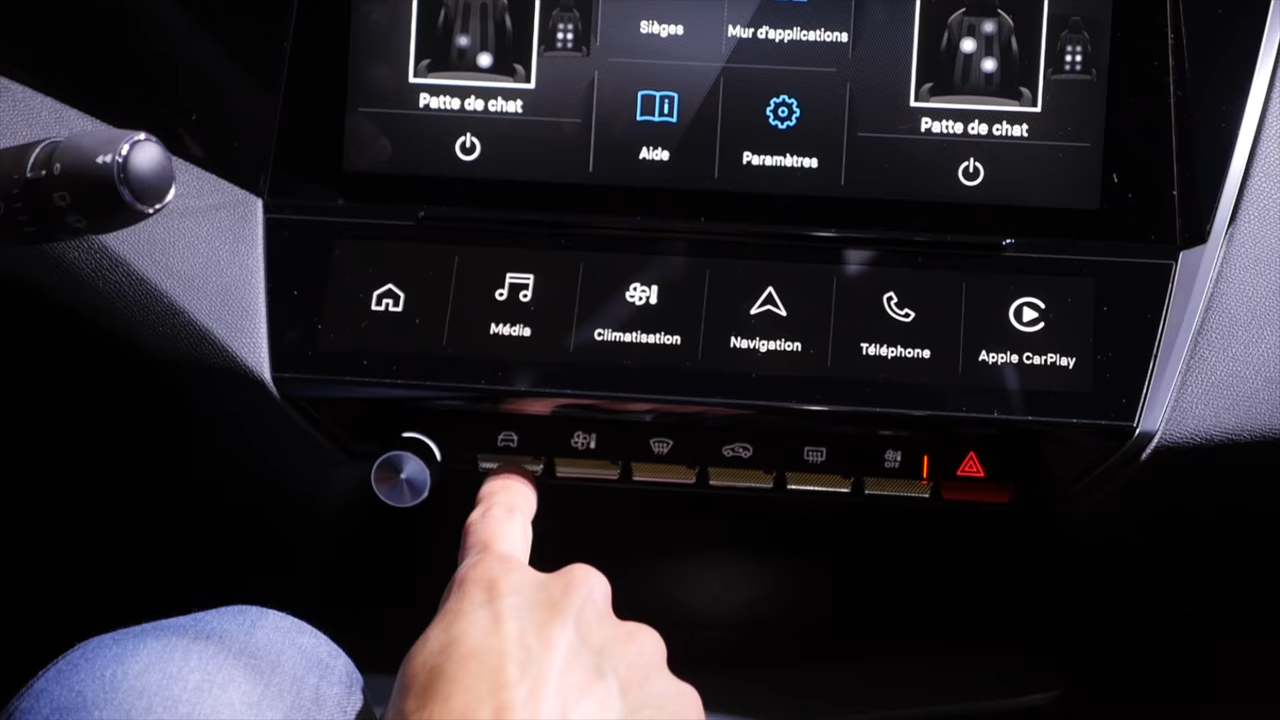 Sièges
Mur d'applications
Patte de chat
Patte de chat
Aide
Paramètres
Média
Climatisation
Navigation
Téléphone
Apple CarPlay
OFF